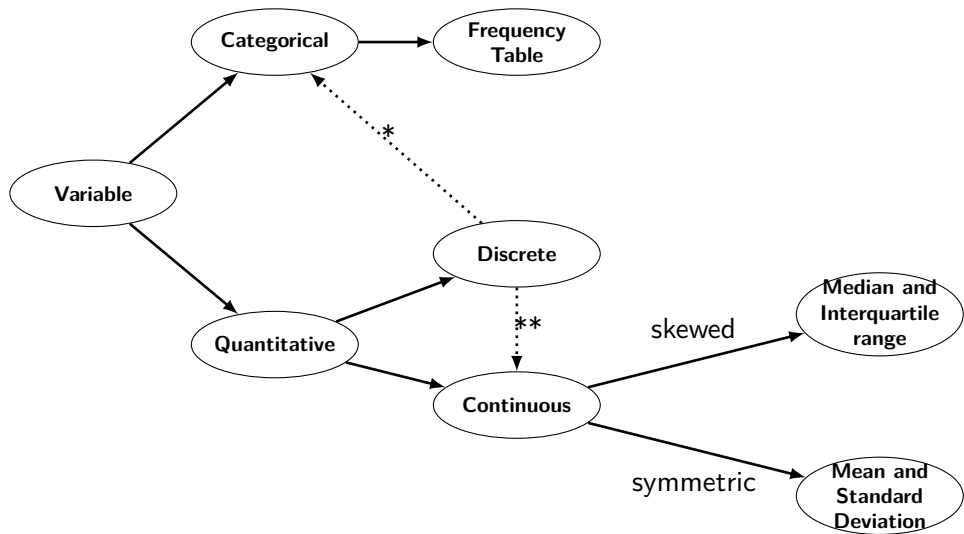 Categorical
Frequency
Table
*
Variable
Discrete
**
Quantitative
Continuous
skewed
Median and
Interquartile
range
symmetric
Mean and
Standard
Deviation